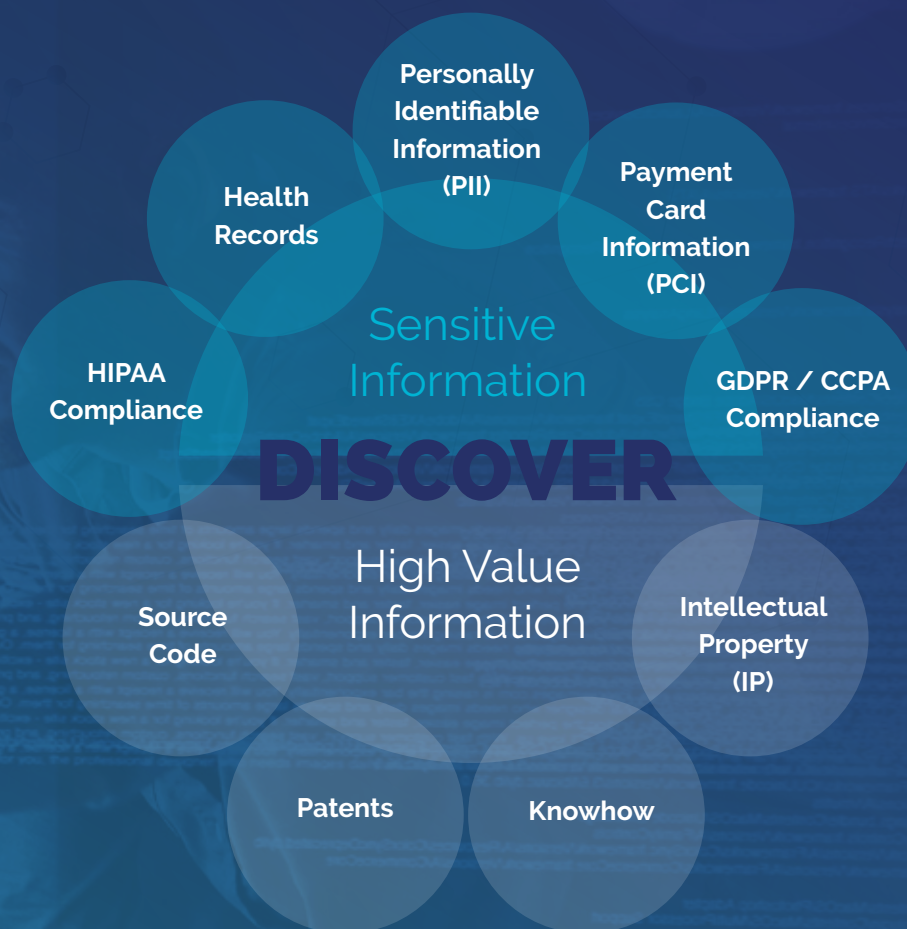 Personally
Identifiable
Information
(PII)
Health
Records
Payment
Card
Information
(PCI)
Sensitive
Information
HIPAA
Compliance
GDPR / CCPA
Compliance
DISCOVER
High Value
Information
Source
Code
Intellectual
Property
(IP)
Patents
Knowhow